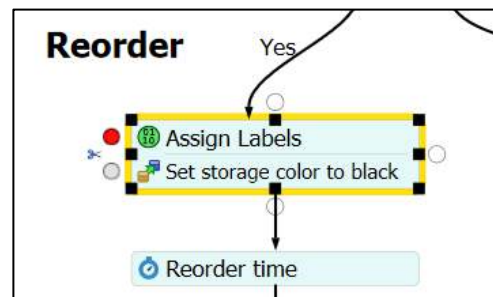 Reorder
Yes
Assign Labels
Set storage color to black
Reorder time